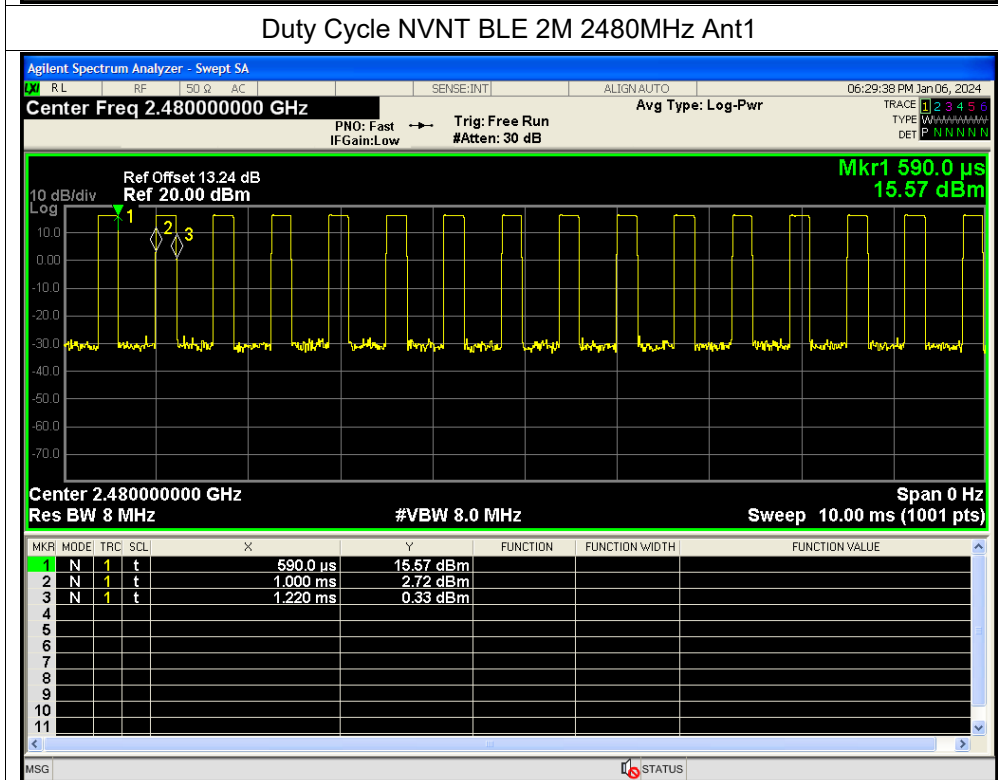 Duty Cycle NVNT BLE 2M 2480MHz Ant1
Agilent Spectrum Analyzer - Swept SA
LXI RL RF 50 Ω AC SENSE:INT ALIGN AUTO 06:29:38 PM Jan 06, 2024
Center Freq 2.480000000 GHz Avg Type: Log-Pwr TRACE 1 2 3 4 5 6
PNO: Fast Trig: Free Run TYPE
IFGain:Low #Atten: 30 dB DET P N N N N N
Mkr1 590.0 µs
Ref Offset 13.24 dB
10 dB/div Ref 20.00 dBm 15.57 dBm
Log
1
2
3
10.0
0.00
-10.0
-20.0
-30.0
-40.0
-50.0
-60.0
-70.0
Center 2.480000000 GHz Span 0 Hz
Res BW 8 MHz #VBW 8.0 MHz Sweep 10.00 ms (1001 pts)
MKR MODE TRC SCL X Y FUNCTION FUNCTION WIDTH FUNCTION VALUE
1 N 1 t 590.0 µs 15.57 dBm
2 N 1 t 1.000 ms 2.72 dBm
3 N 1 t 1.220 ms 0.33 dBm
4
5
6
7
8
9
10
11
MSG STATUS